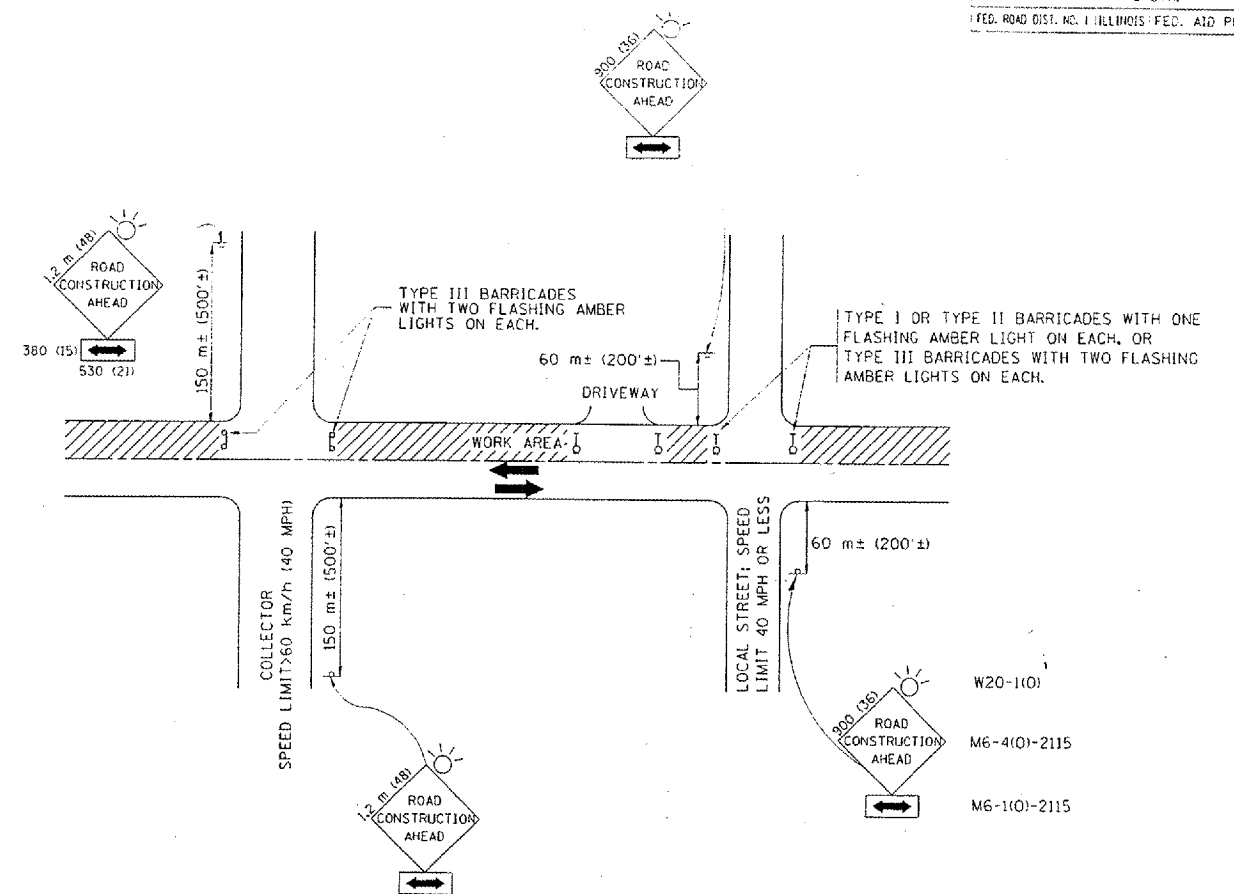 FED. ROAD DIST. NO. 1 ILLINOIS FED. AID
900 (36)
ROAD
CONSTRUCTION
AHEAD
1.2 m (48)
ROAD
CONSTRUCTION
AHEAD
380 (15)
530 (21)
150 m± (500'±)
TYPE III BARRICADES
WITH TWO FLASHING AMBER
LIGHTS ON EACH.
60 m± (200'±)
DRIVEWAY
TYPE I OR TYPE II BARRICADES WITH ONE
FLASHING AMBER LIGHT ON EACH, OR
TYPE III BARRICADES WITH TWO FLASHING
AMBER LIGHTS ON EACH.
WORK AREA
COLLECTOR
SPEED LIMIT>60 km/h (40 MPH)
150 m± (500'±)
LOCAL STREET; SPEED
LIMIT 40 MPH OR LESS
60 m± (200'±)
1.2 m (48)
ROAD
CONSTRUCTION
AHEAD
900 (36)
ROAD
CONSTRUCTION
AHEAD
W20-1(O)
M6-4(O)-2115
M6-1(O)-2115